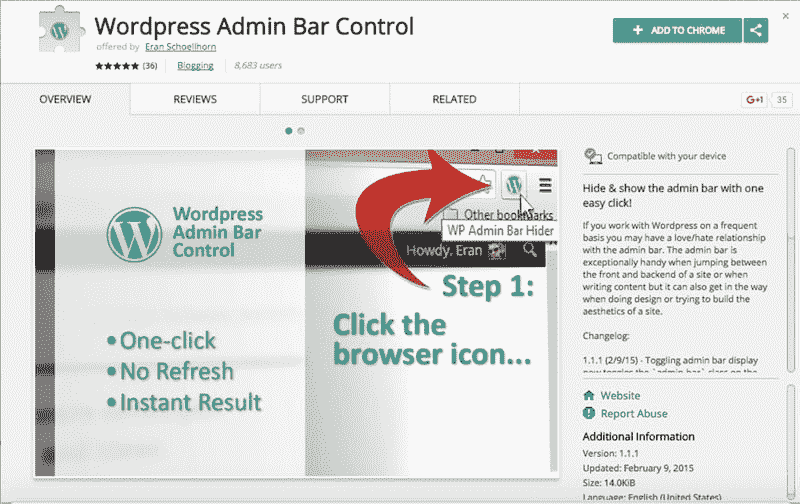 Wordpress Admin Bar Control
offered by Eran Schoellhorn
(36)
Blogging
8,683 users
ADD TO CHROME
OVERVIEW
REVIEWS
SUPPORT
RELATED
G+1
35
Wordpress
Admin Bar
Control
•One-click
•No Refresh
•Instant Result
Other bookmarks
WP Admin Bar Hider
Howdy, Eran
Step 1:
Click the
browser icon...
Compatible with your device
Hide & show the admin bar with one
easy click!
If you work with Wordpress on a frequent
basis you may have a love/hate relationship
with the admin bar. The admin bar is
exceptionally handy when jumping between
the front and backend of a site or when
writing content but it can also get in the way
when doing design or trying to build the
aesthetics of a site.
Changelog:
1.1.1 (2/9/15) - Toggling admin bar display
now toggles the `admin_bar` class on the
Website
Report Abuse
Additional Information
Version: 1.1.1
Updated: February 9, 2015
Size: 14.0KiB
Language: English (United States)